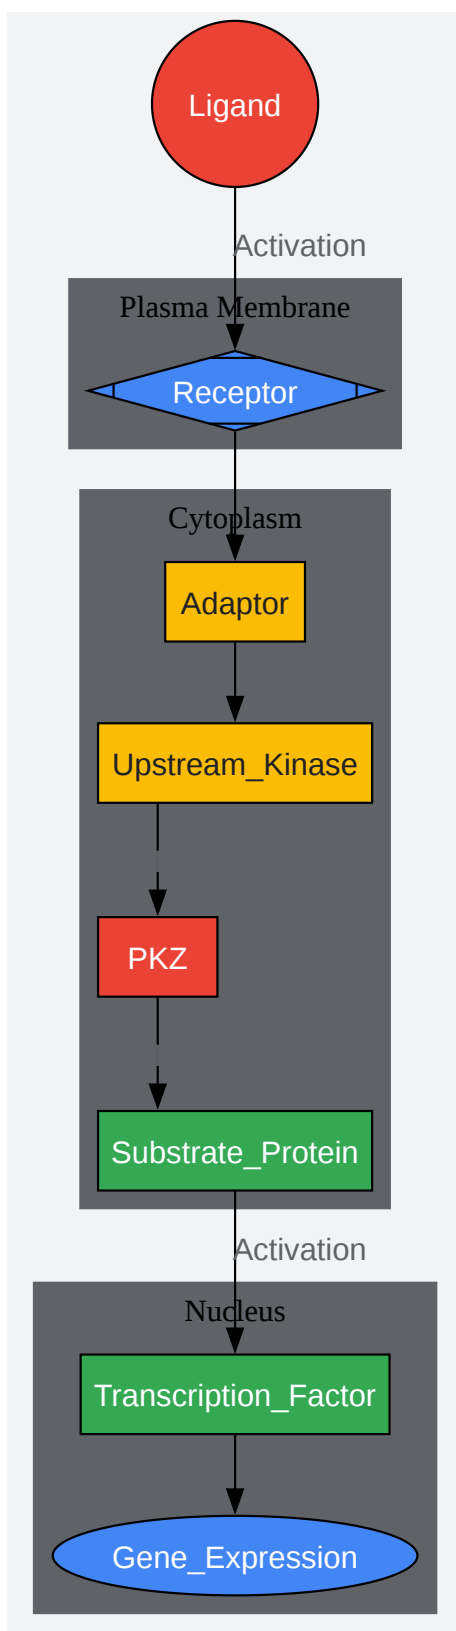 Ligand
Activation
Plasma Membrane
Receptor
Cytoplasm
Adaptor
Upstream_Kinase
PKZ
Substrate_Protein
Activation
Nucleus
Transcription_Factor
Gene_Expression